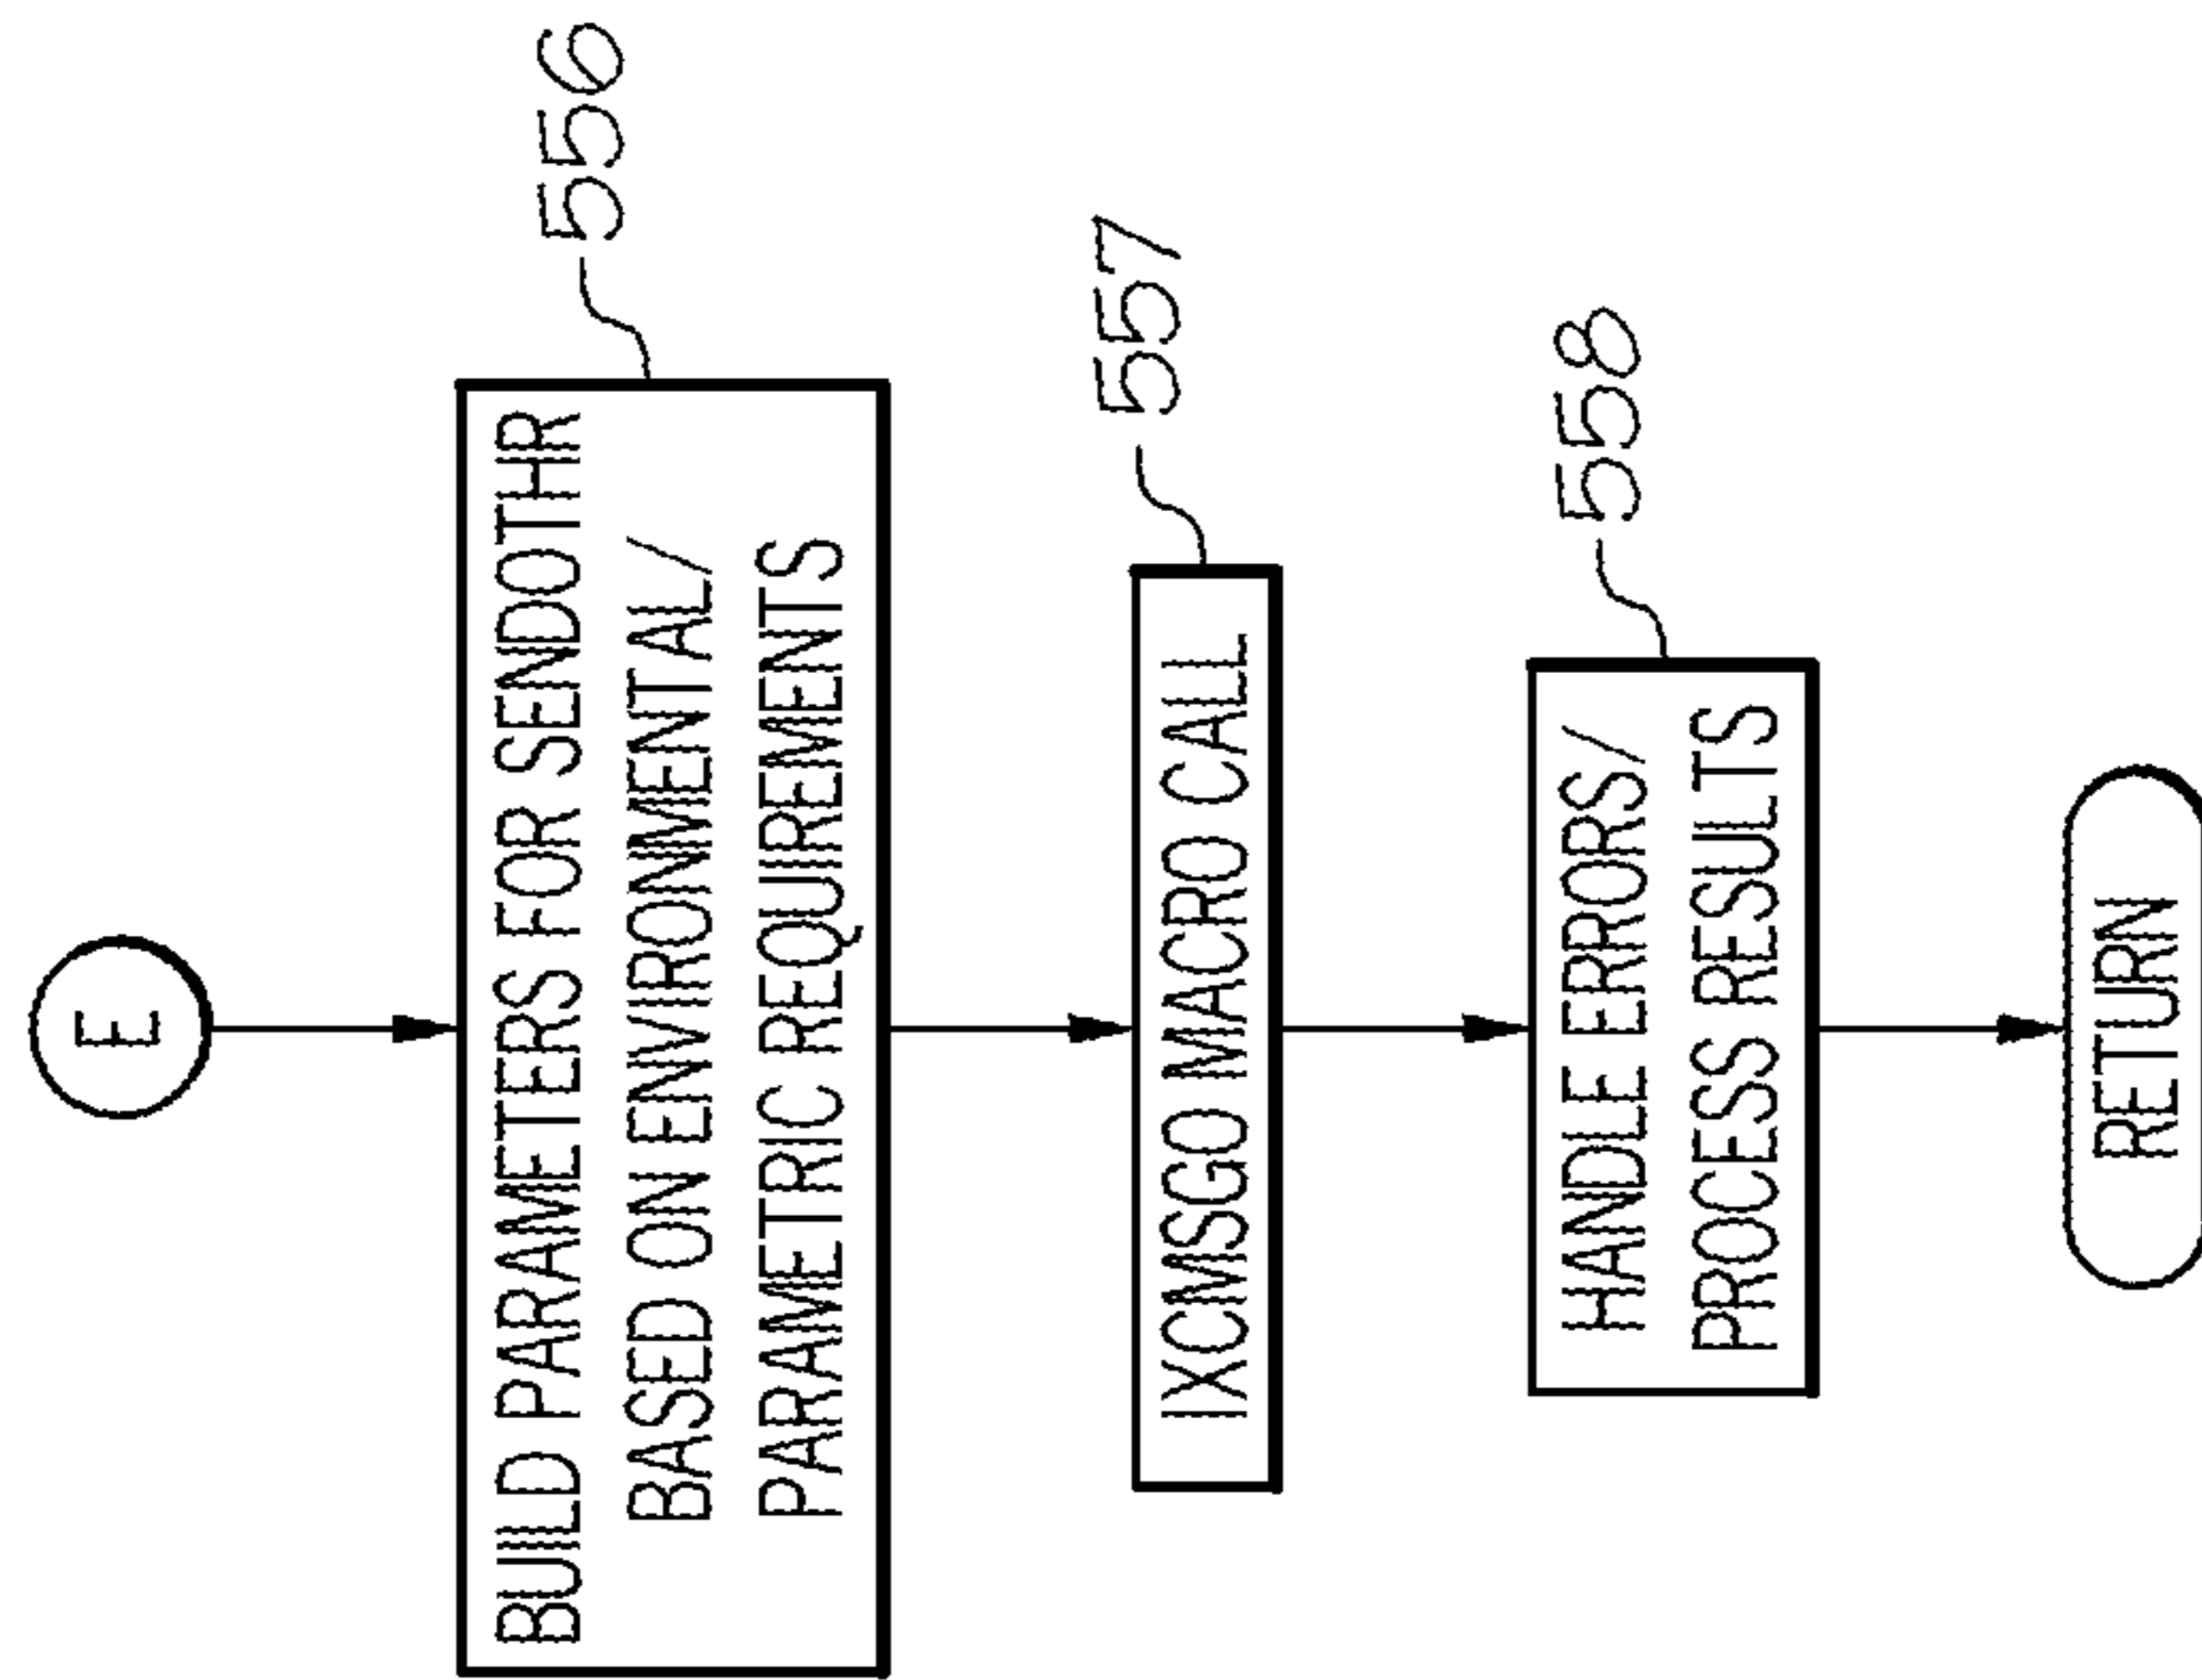 E
BUILD PARAMETERS FOR SENDOTHR
BASED ON ENVIRONMENTAL/
PARAMETRIC REQUIREMENTS
556
IXCMSGO MACRO CALL
557
HANDLE ERRORS/
PROCESS RESULTS
558
RETURN